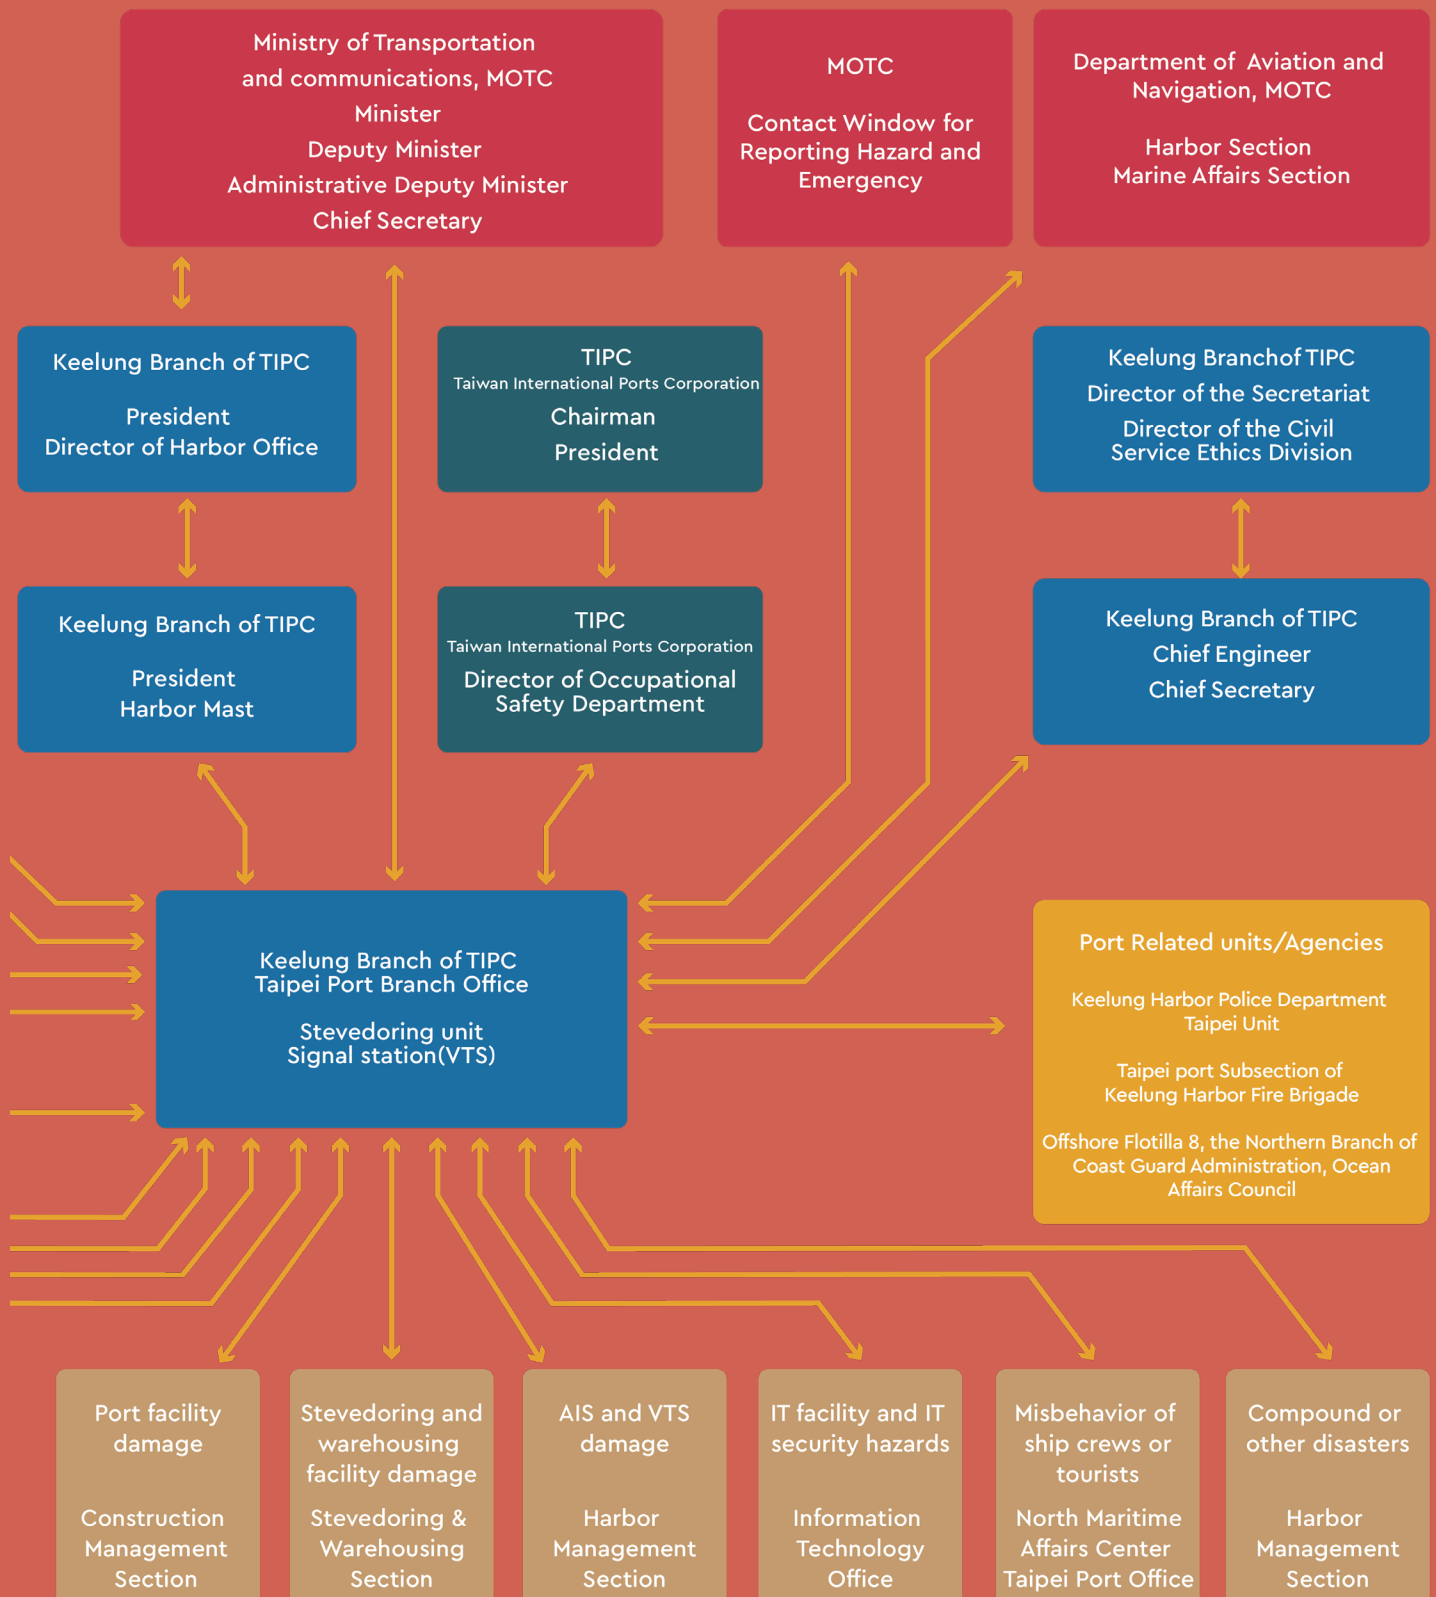 Ministry of Transportation
and communications, MOTC
Minister
Deputy Minister
Administrative Deputy Minister
Chief Secretary
MOTC
Contact Window for
Reporting Hazard and
Emergency
Department of Aviation and
Navigation, MOTC
Harbor Section
Marine Affairs Section
Keelung Branch of TIPC
President
Director of Harbor Office
TIPC
Taiwan International Ports Corporation
Chairman
President
Keelung Branchof TIPC
Director of the Secretariat
Director of the Civil
Service Ethics Division
Keelung Branch of TIPC
President
Harbor Mast
TIPC
Taiwan International Ports Corporation
Director of Occupational
Safety Department
Keelung Branch of TIPC
Chief Engineer
Chief Secretary
Keelung Branch of TIPC
Taipei Port Branch Office
Stevedoring unit
Signal station(VTS)
Port Related units/Agencies
Keelung Harbor Police Department
Taipei Unit
Taipei port Subsection of
Keelung Harbor Fire Brigade
Offshore Flotilla 8, the Northern Branch of
Coast Guard Administration, Ocean
Affairs Council
Port facility
damage
Construction
Management
Section
Stevedoring and
warehousing
facility damage
Stevedoring &
Warehousing
Section
AIS and VTS
damage
Harbor
Management
Section
IT facility and IT
security hazards
Information
Technology
Office
Misbehavior of
ship crews or
tourists
North Maritime
Affairs Center
Taipei Port Office
Compound or
other disasters
Harbor
Management
Section